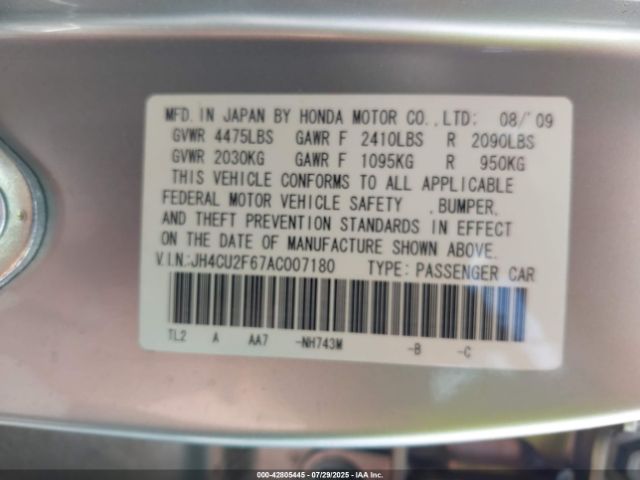 MFD. IN JAPAN BY HONDA MOTOR CO., LTD: 08/'09
GVWR 4475LBS GAWR F 2410LBS R 2090LBS
GVWR 2030KG GAWR F 1095KG R 950KG
THIS VEHICLE CONFORMS TO ALL APPLICABLE
FEDERAL MOTOR VEHICLE SAFETY , BUMPER,
AND THEFT PREVENTION STANDARDS IN EFFECT
ON THE DATE OF MANUFACTURE SHOWN ABOVE.
V.I.N.:JH4CU2F67AC007180 TYPE: PASSENGER CAR
TL2 A AA7 -NH743M -B -C
000-42805445 | 07/29/2025 | IAA, Inc.